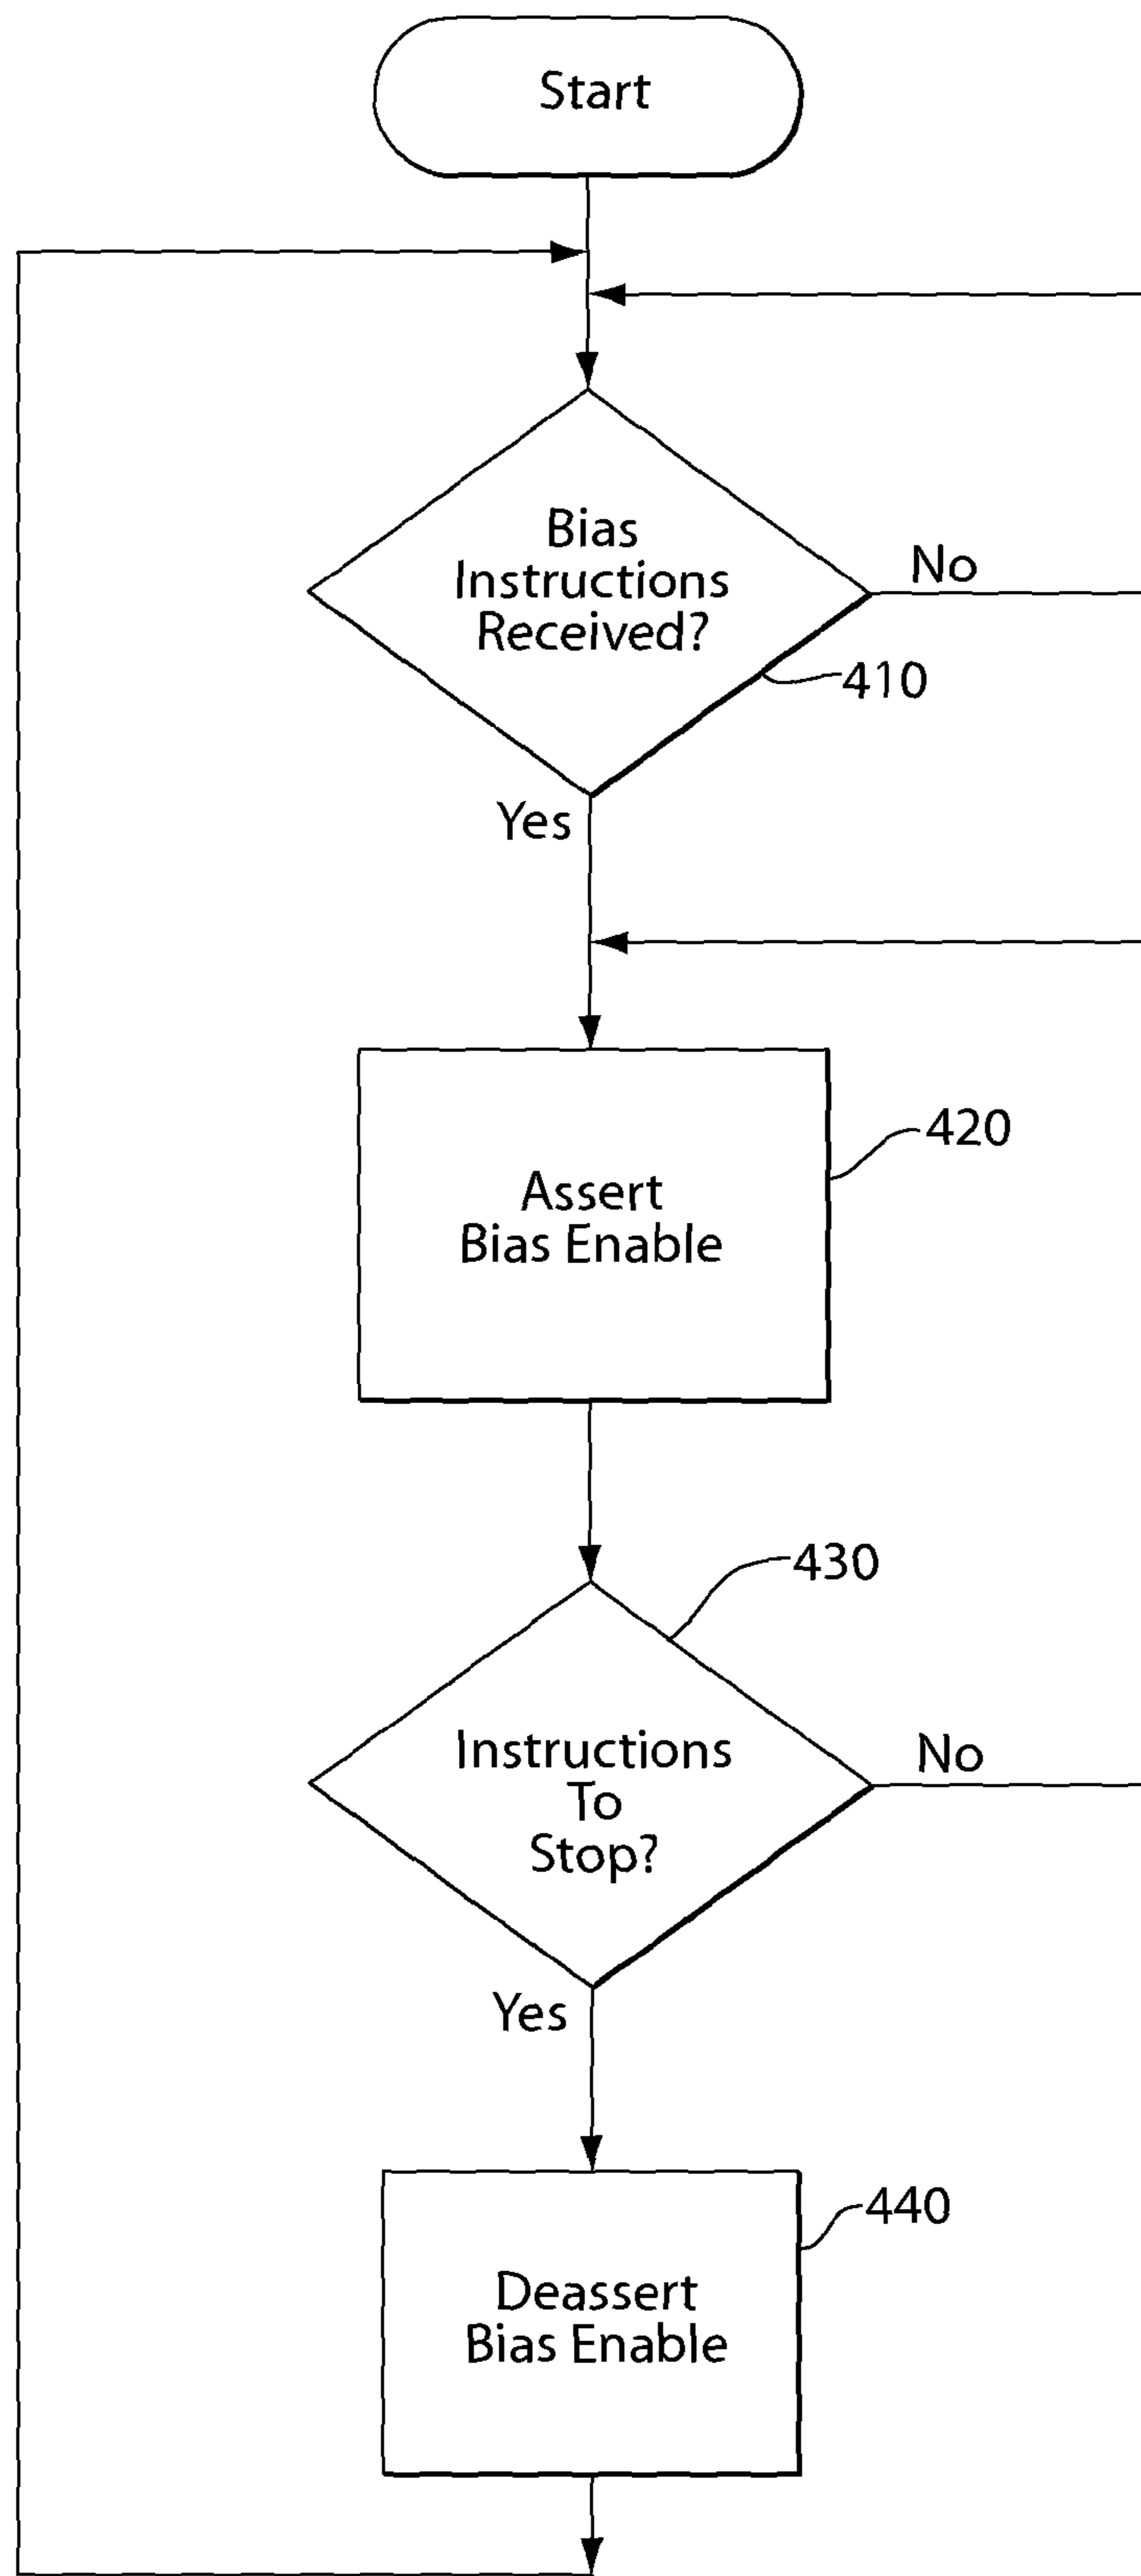 Start
Bias
Instructions
Received?
No
410
Yes
420
Assert
Bias Enable
430
Instructions
To
Stop?
No
Yes
440
Deassert
Bias Enable